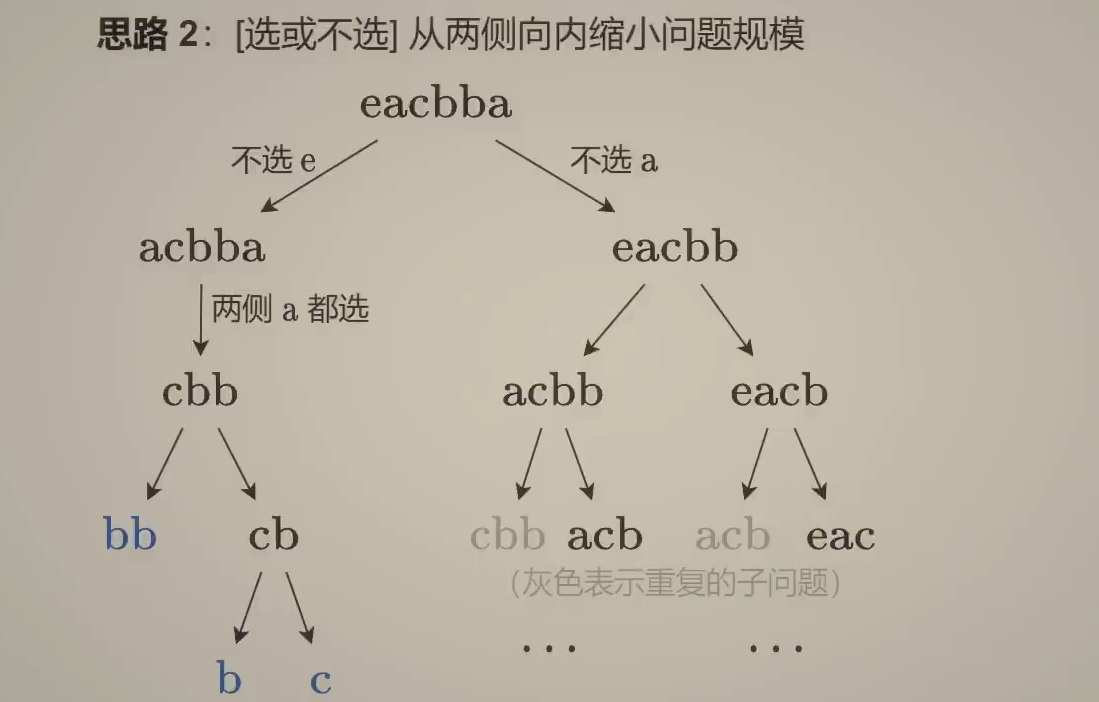 思路 2：[选或不选] 从两侧向内缩小问题规模
eacbba
不选 e 不选 a
acbba eacbb
两侧 a 都选
cbb acbb eacb
bb cb cbb acb acb eac
（灰色表示重复的子问题）
... ...
b c